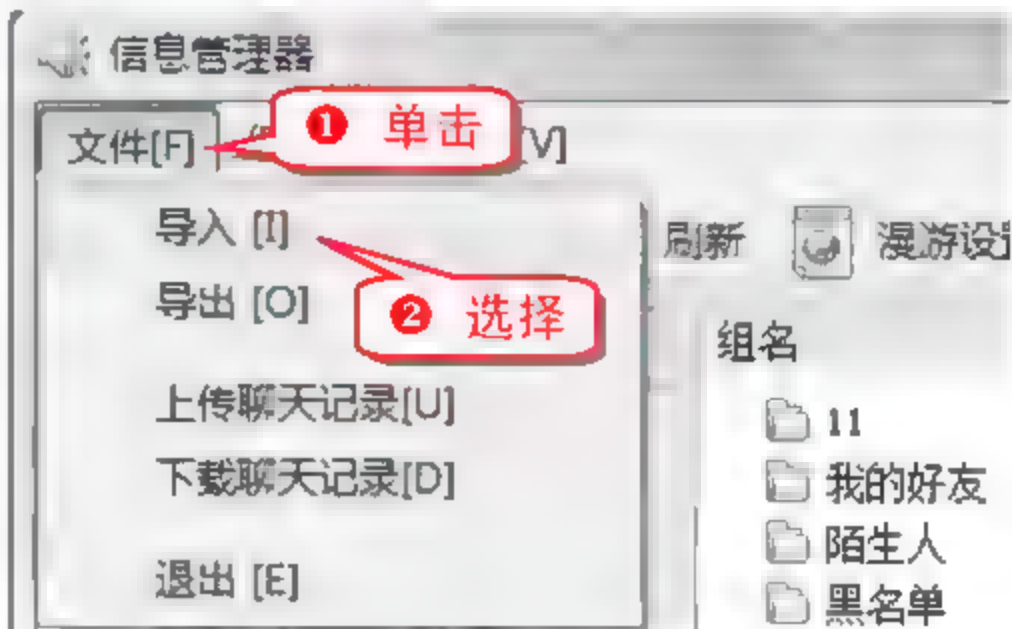 信息管理器
文件[F] ❶ 单击 [V]
导入 [I]
刷新 漫游设
导出 [O] ❷ 选择
组名
上传聊天记录[U]
11
下载聊天记录[D]
我的好友
陌生人
退出 [E]
黑名单